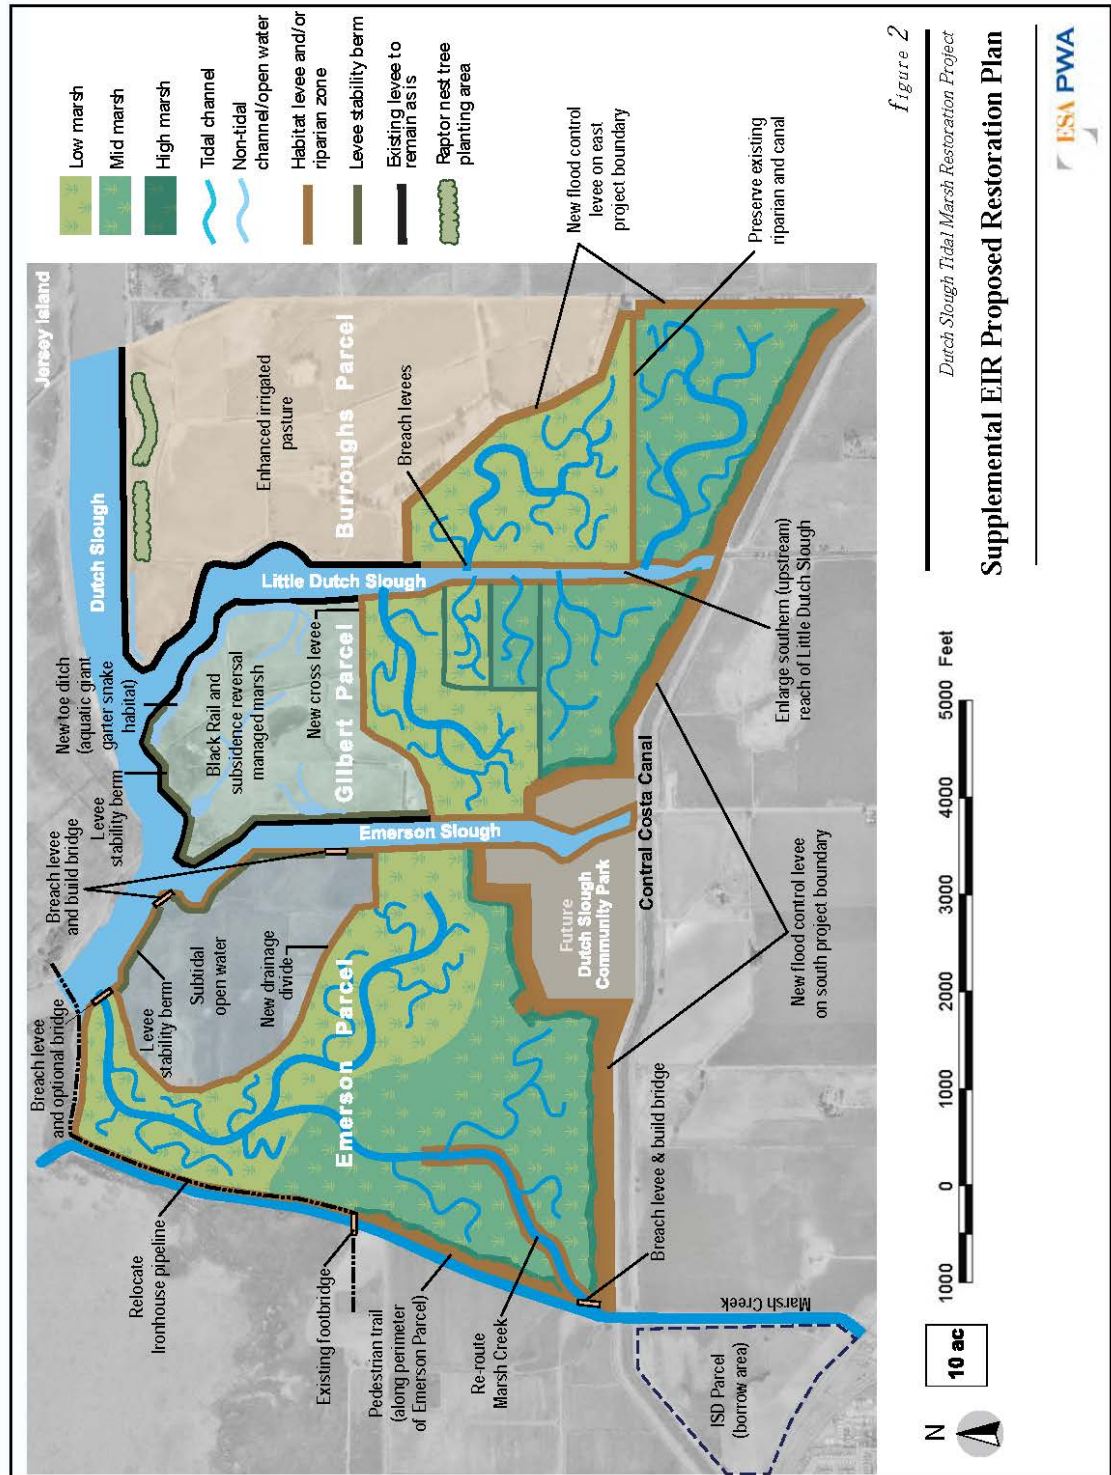 Jersey Island
Dutch Slough
New toe ditch
(aquatic giant
garter snake
habitat)
Levee
stability berm
Breach levee
and build bridge
Breach levee
and optional bridge
Relocate
Ironhouse pipeline
Existing footbridge
Pedestrian trail
(along perimeter
of Emerson Parcel)
Re-route
Marsh Creek
ISD Parcel
(borrow area)
Marsh Creek
Breach levee & build bridge
Levee
stability berm
Subtidal
open water
New drainage
divide
Emerson Parcel
Emerson Slough
Future
Dutch Slough
Community Park
Contral Costa Canal
New flood control levee
on south project boundary
Black Rail and
subsidence reversal
managed marsh
Gilbert Parcel
New cross levee
Little Dutch Slough
Enhanced irrigated
pasture
Burroughs Parcel
Breach levees
Enlarge southern (upstream)
reach of Little Dutch Slough
New flood control
levee on east
project boundary
Preserve existing
riparian and canal
Low marsh
Mid marsh
High marsh
Tidal channel
Non-tidal
channel/open water
Habitat levee and/or
riparian zone
Levee stability berm
Existing levee to
remain as is
Raptor nest tree
planting area
N
10 ac
1000 0 1000 2000 3000 4000 5000 Feet
figure 2
Dutch Slough Tidal Marsh Restoration Project
Supplemental EIR Proposed Restoration Plan
ESA PWA